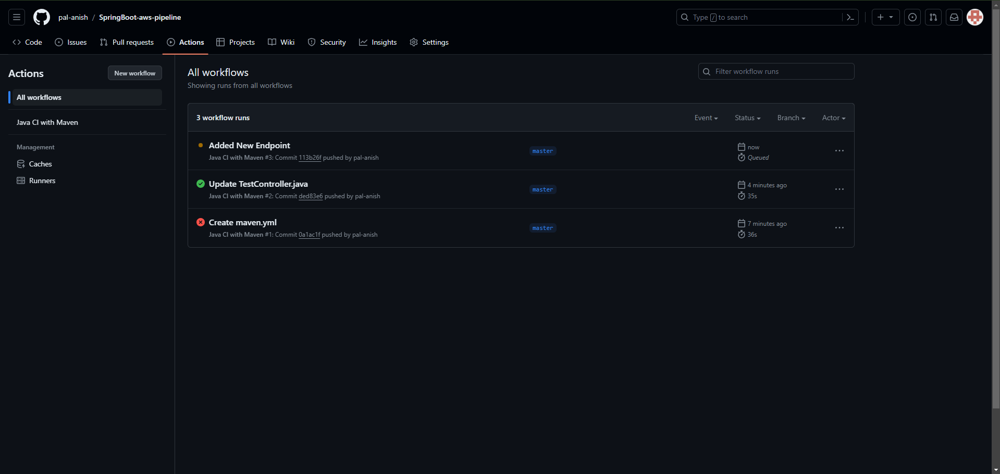 pal-anish / SpringBoot-aws-pipeline
Type / to search
Code Issues Pull requests Actions Projects Wiki Security Insights Settings
Actions
New workflow
All workflows
Java CI with Maven
Management
Caches
Runners
All workflows
Showing runs from all workflows
Filter workflow runs
3 workflow runs
Event Status Branch Actor
Added New Endpoint
Java CI with Maven #3: Commit 113b26f pushed by pal-anish
master
now
Queued
Update TestController.java
Java CI with Maven #2: Commit ded83e6 pushed by pal-anish
master
4 minutes ago
35s
Create maven.yml
Java CI with Maven #1: Commit 0a1ac1f pushed by pal-anish
master
7 minutes ago
36s